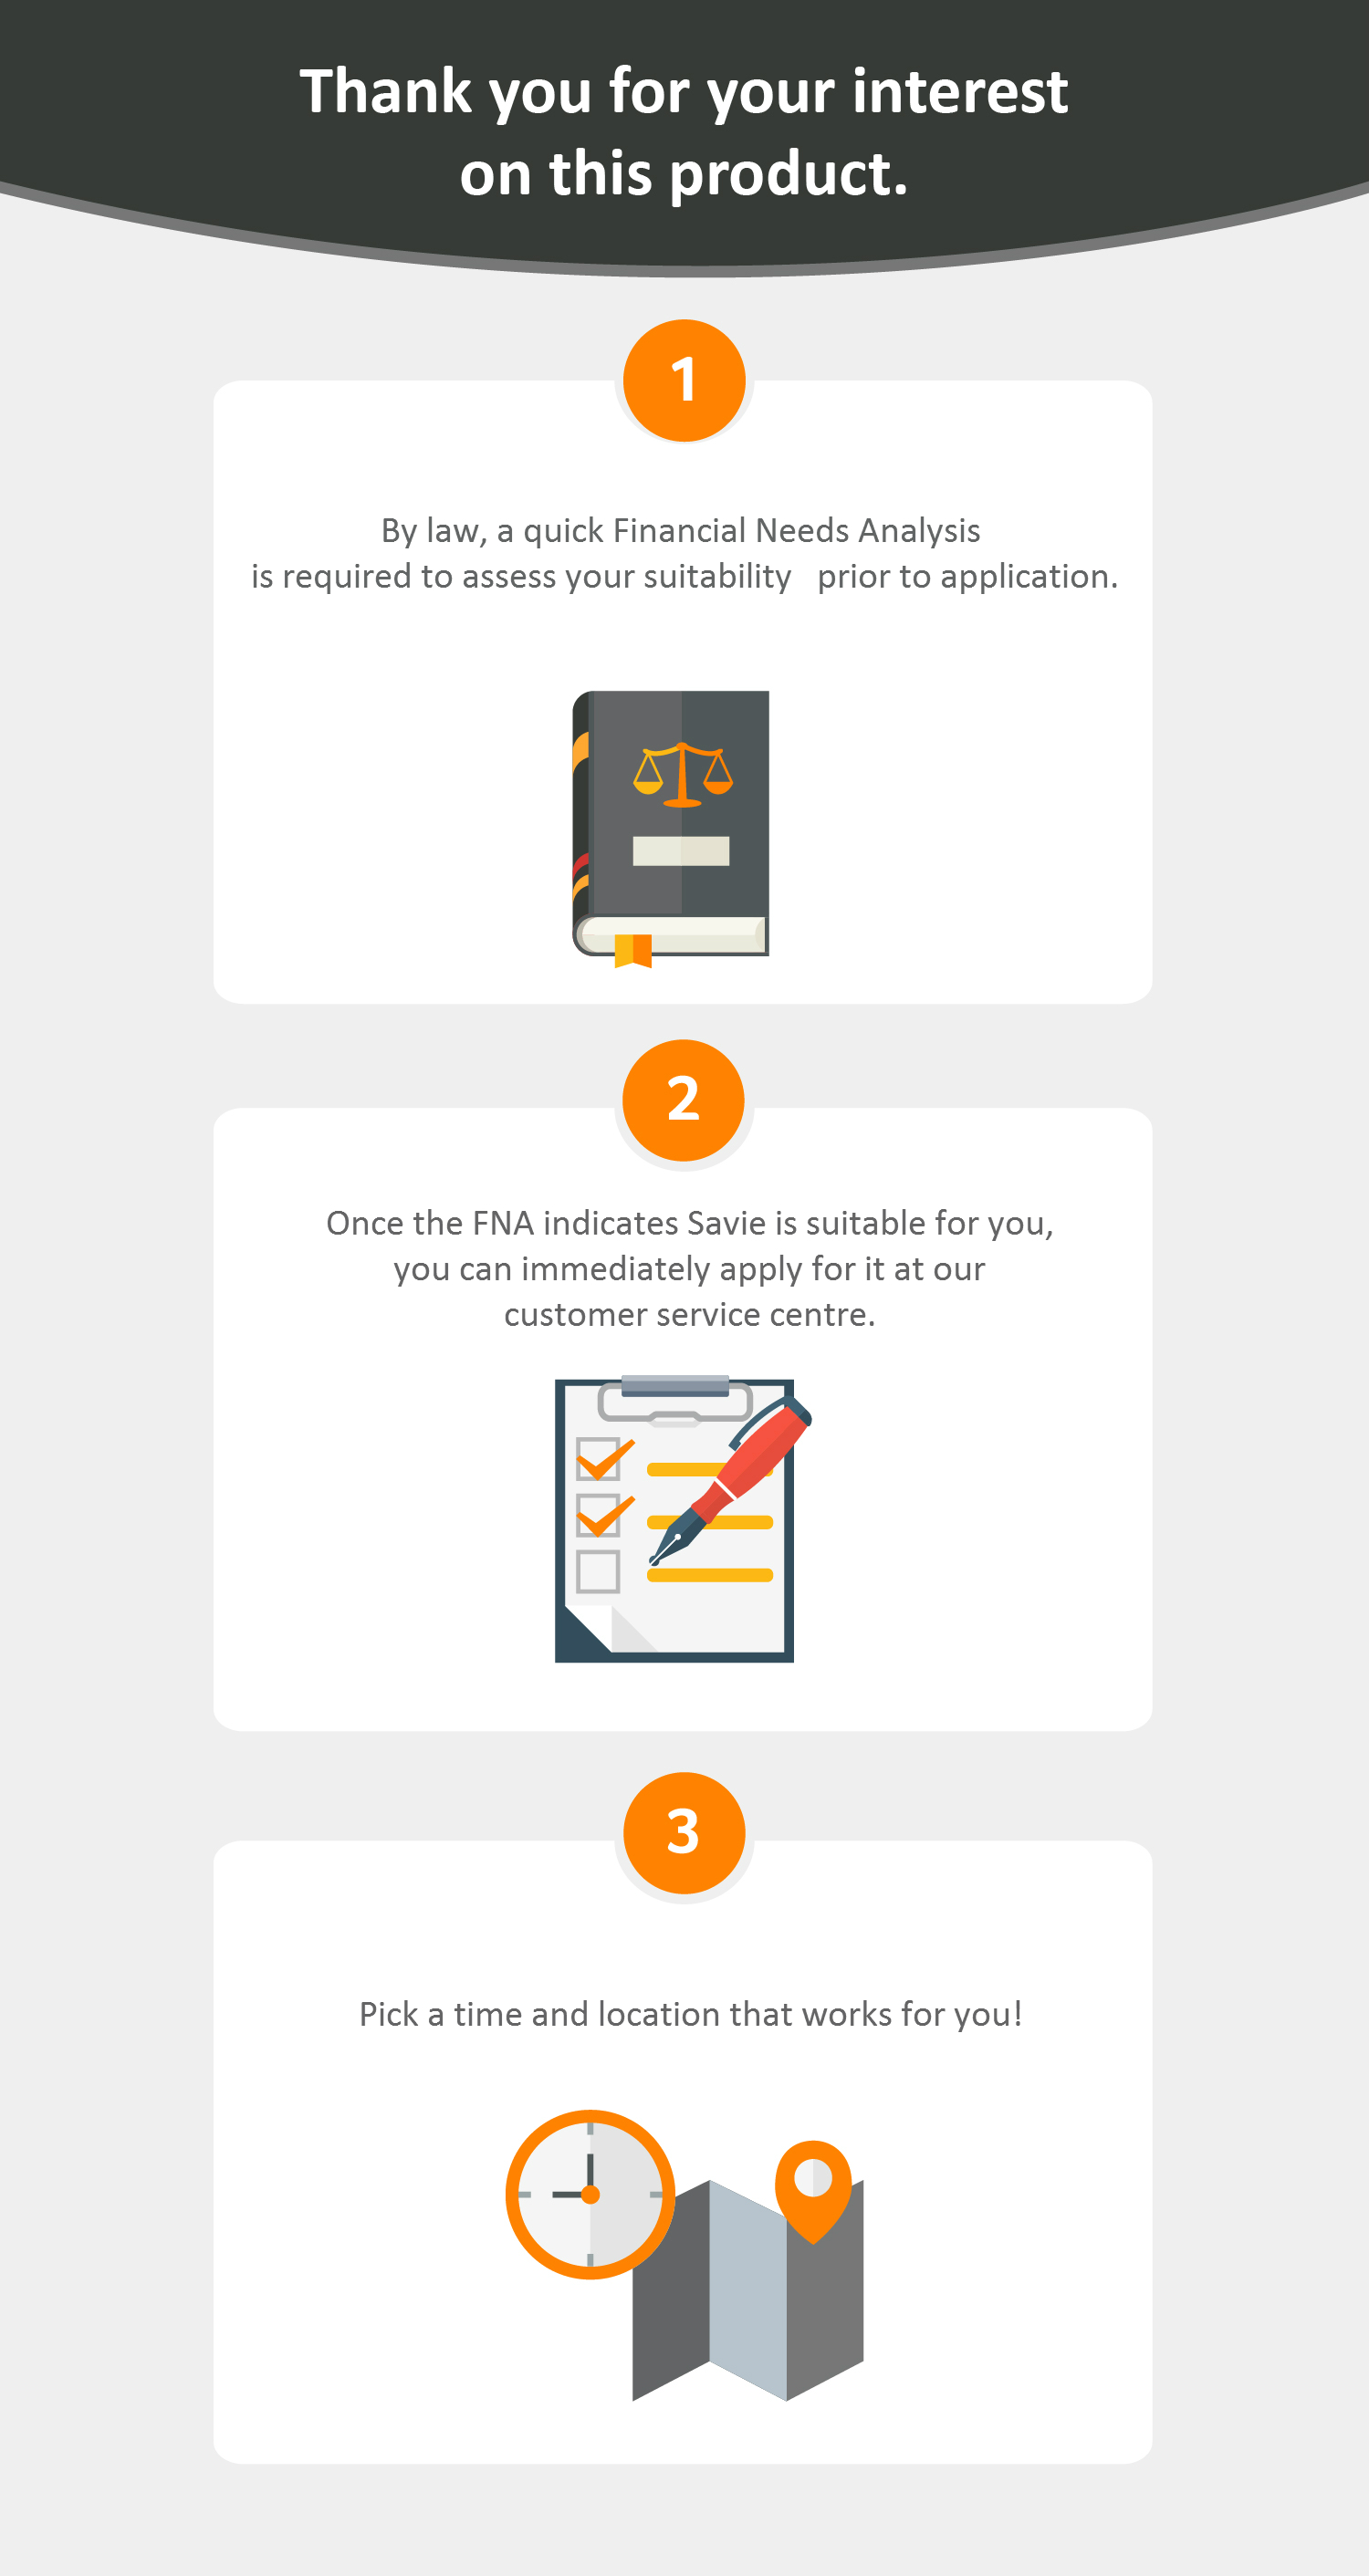 Thank you for your interest
on this product.
1
By law, a quick Financial Needs Analysis
is required to assess your suitability   prior to application.
2
Once the FNA indicates Savie is suitable for you,
you can immediately apply for it at our
customer service centre.
3
Pick a time and location that works for you!